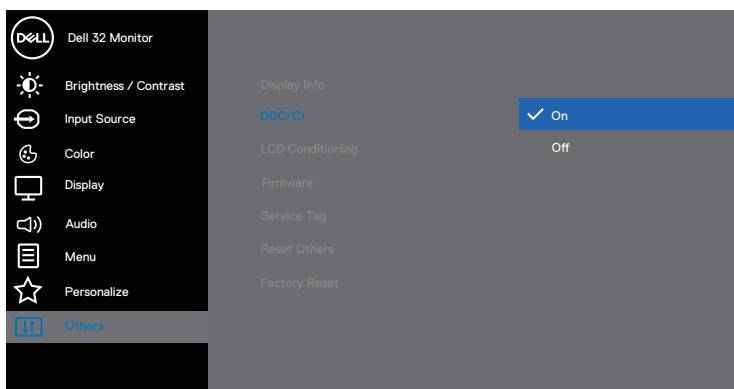 DELL
Dell 32 Monitor
Brightness / Contrast
Input Source
Color
Display
Audio
Menu
Personalize
Others
Display Info
DDC/CI
LCD Conditioning
Firmware
Service Tag
Reset Others
Factory Reset
On
Off